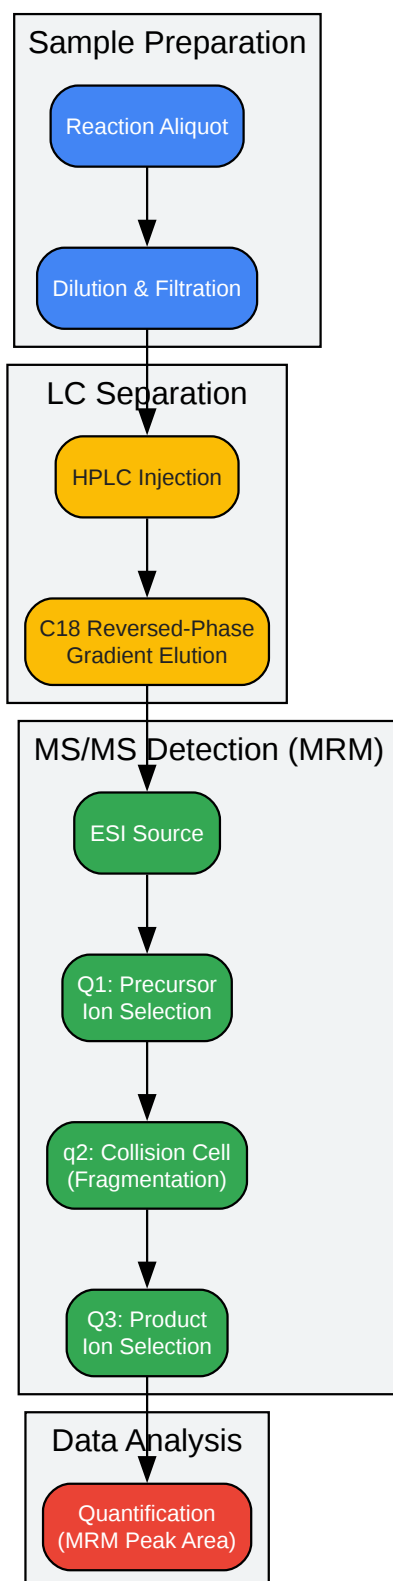 Sample Preparation
Reaction Aliquot
Dilution & Filtration
LC Separation
HPLC Injection
C18 Reversed-Phase
Gradient Elution
MS/MS Detection (MRM)
ESI Source
Q1: Precursor
Ion Selection
q2: Collision Cell
(Fragmentation)
Q3: Product
Ion Selection
Data Analysis
Quantification
(MRM Peak Area)